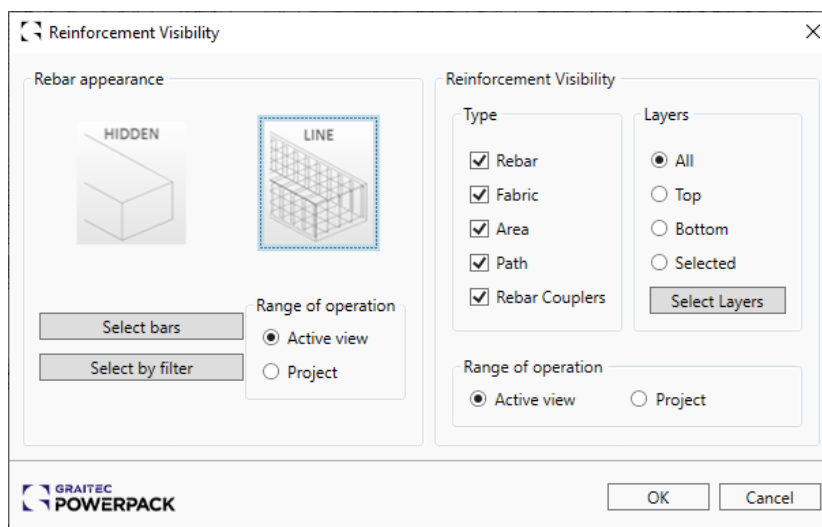 Reinforcement Visibility
Rebar appearance
HIDDEN
LINE
Select bars
Select by filter
Range of operation
Active view
Project
Reinforcement Visibility
Type
Rebar
Fabric
Area
Path
Rebar Couplers
Layers
All
Top
Bottom
Selected
Select Layers
Range of operation
Active view
Project
GRAITEC
POWERPACK
OK
Cancel